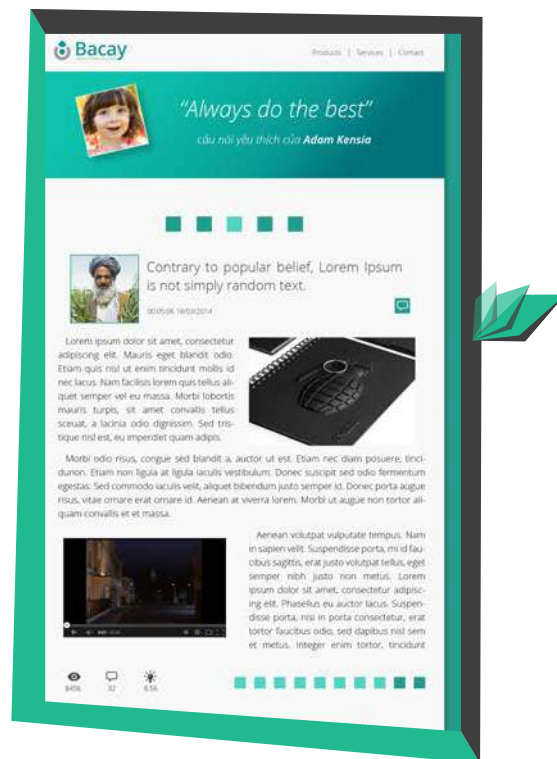 Bacay
Products | Services | Contact
“Always do the best”
câu nói yêu thích của Adam Kensia
Contrary to popular belief, Lorem Ipsum
is not simply random text.
00:05:06 18/03/2014
Lorem ipsum dolor sit amet, consectetur
adipiscing elit. Mauris eget blandit odio.
Etiam quis nisl ut enim tincidunt mollis id
nec lacus. Nam facilisis lorem quis tellus ali-
quet semper vel eu massa. Morbi lobortis
mauris turpis, sit amet convallis tellus
sceuat, a lacinia odio dignissim. Sed tris-
tique nisl est, eu imperdiet quam adipis.
Morbi odio risus, congue sed blandit a, auctor ut est. Etiam nec diam posuere, tinci-
dunon. Etiam non ligula at ligula iaculis vestibulum. Donec suscipit sed odio fermentum
egestas. Sed commodo iaculis velit, aliquet bibendum justo semper id. Donec porta augue
risus, vitae ornare erat ornare id. Aenean at viverra lorem. Morbi ut augue non tortor ali-
quam convallis et et massa.
Aenean volutpat vulputate tempus. Nam
in sapien velit. Suspendisse porta, mi id fau-
cibus sagittis, erat justo volutpat tellus, eget
semper nibh justo non metus. Lorem
ipsum dolor sit amet, consectetur adipisc-
ing elit. Phasellus eu auctor lacus. Suspen-
disse porta, nisi in porta consectetur, erat
tortor faucibus odio, sed dapibus nisl sem
et metus. Integer enim tortor, tincidunt
8456 32 6.5k